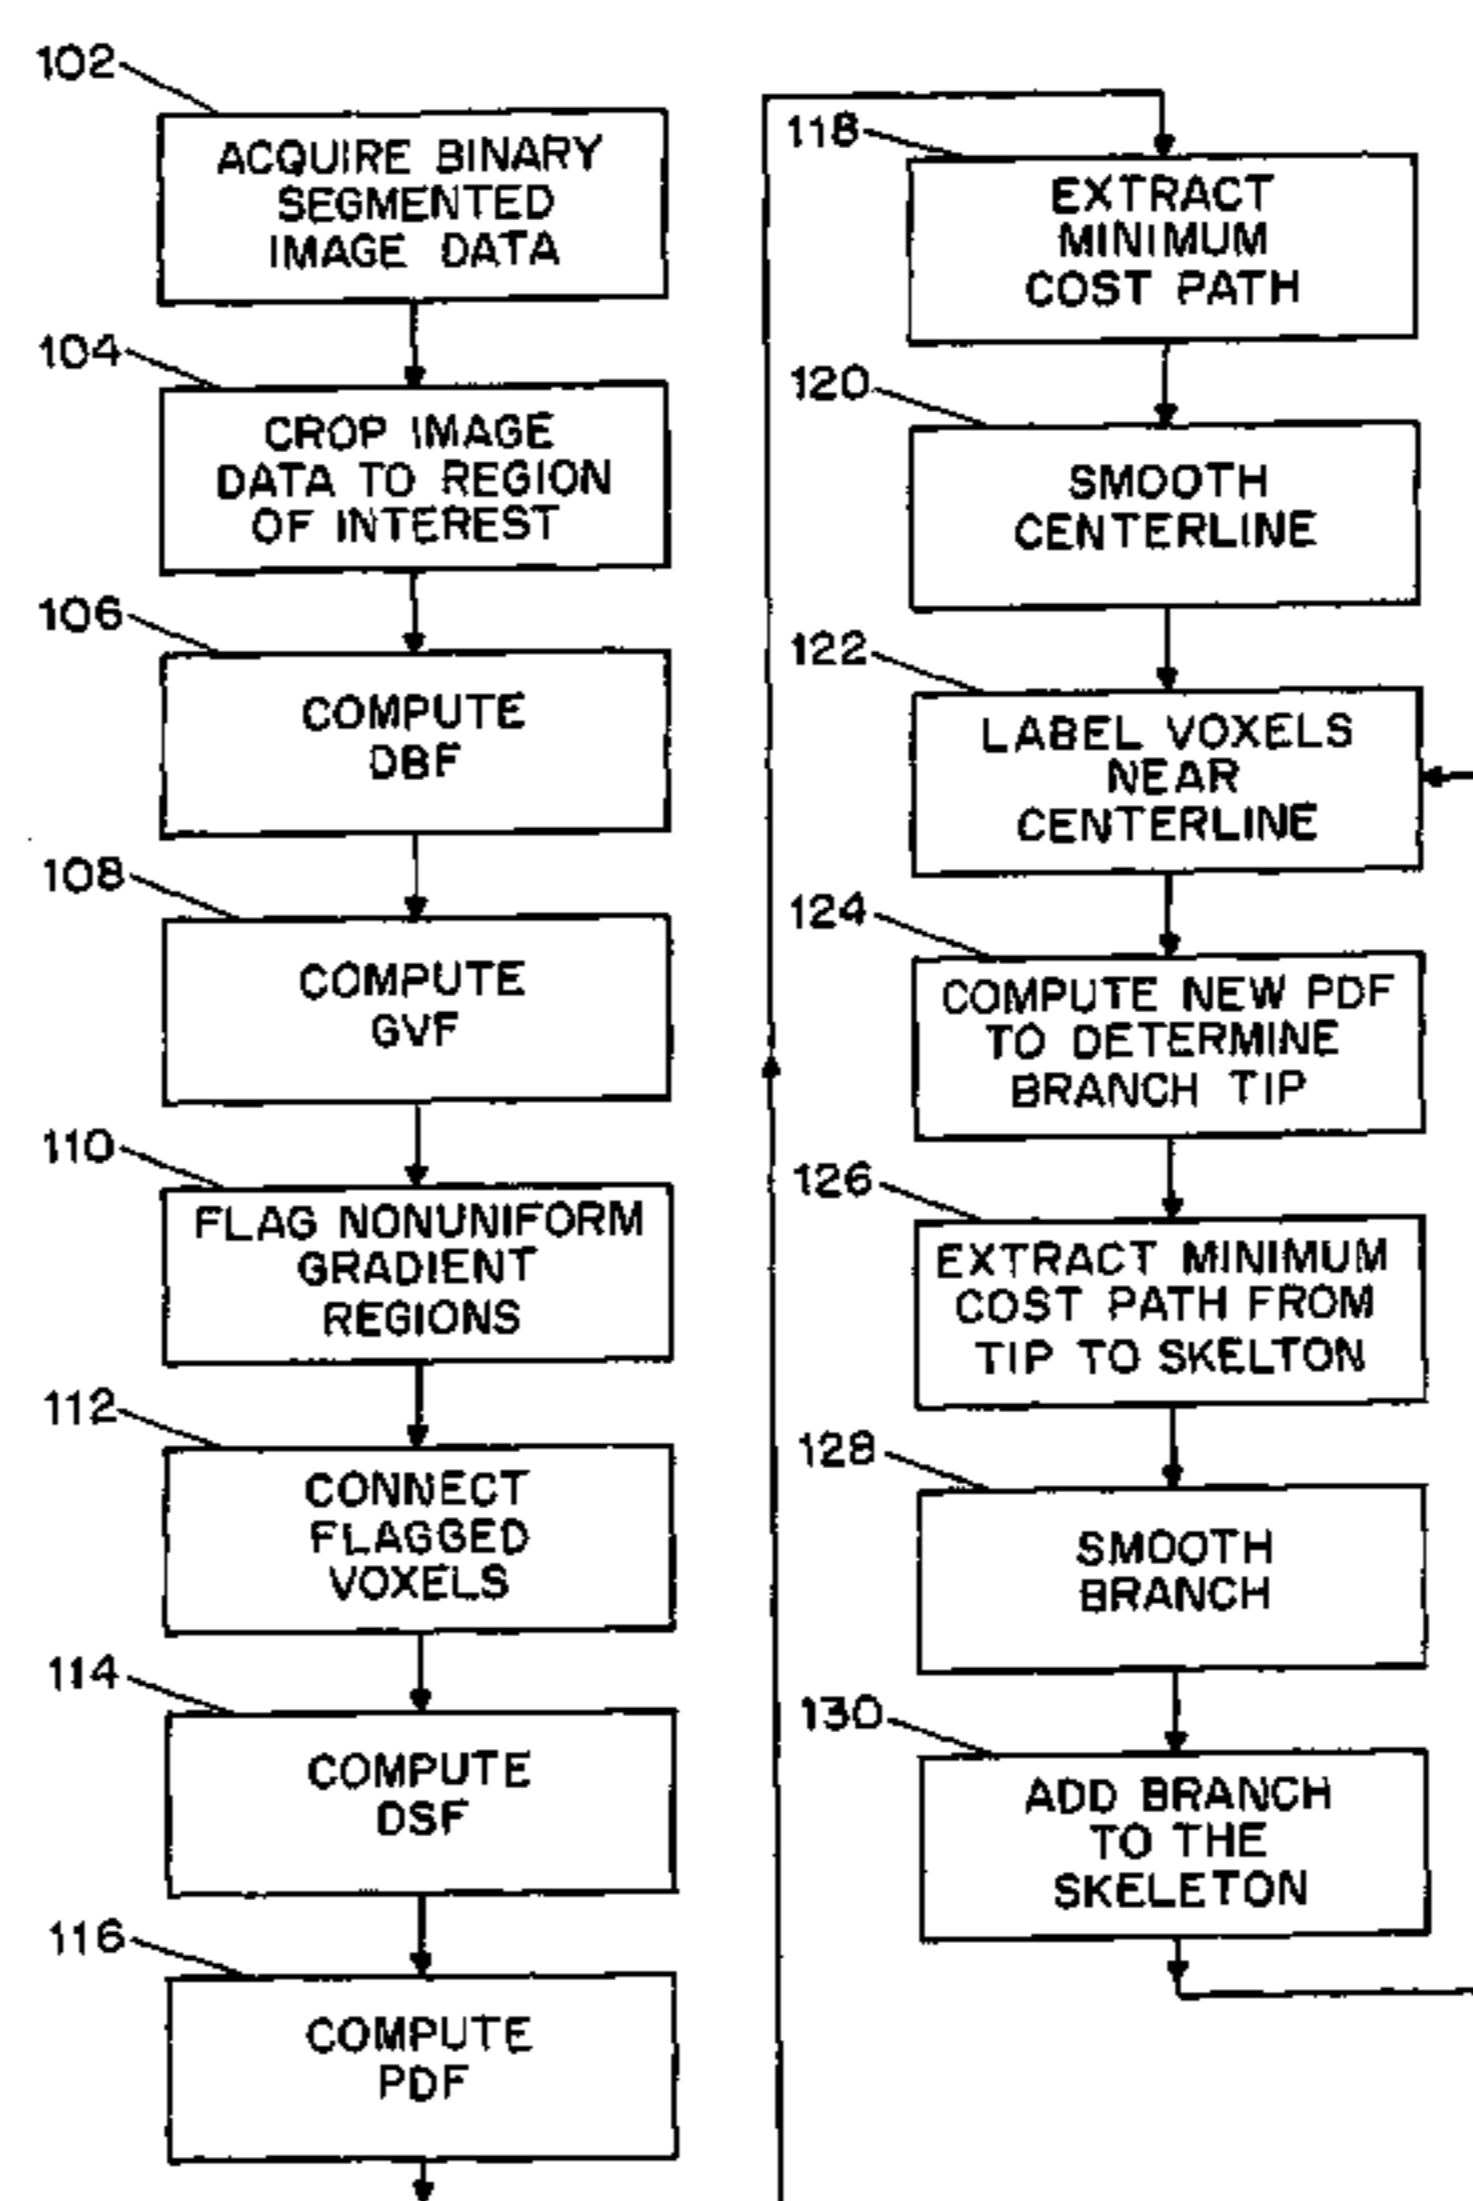 102
ACQUIRE BINARY
SEGMENTED
IMAGE DATA
104
CROP IMAGE
DATA TO REGION
OF INTEREST
106
COMPUTE
DBF
108
COMPUTE
GVF
110
FLAG NONUNIFORM
GRADIENT
REGIONS
112
CONNECT
FLAGGED
VOXELS
114
COMPUTE
DSF
116
COMPUTE
PDF
118
EXTRACT
MINIMUM
COST PATH
120
SMOOTH
CENTERLINE
122
LABEL VOXELS
NEAR
CENTERLINE
124
COMPUTE NEW PDF
TO DETERMINE
BRANCH TIP
126
EXTRACT MINIMUM
COST PATH FROM
TIP TO SKELTON
128
SMOOTH
BRANCH
130
ADD BRANCH
TO THE
SKELETON